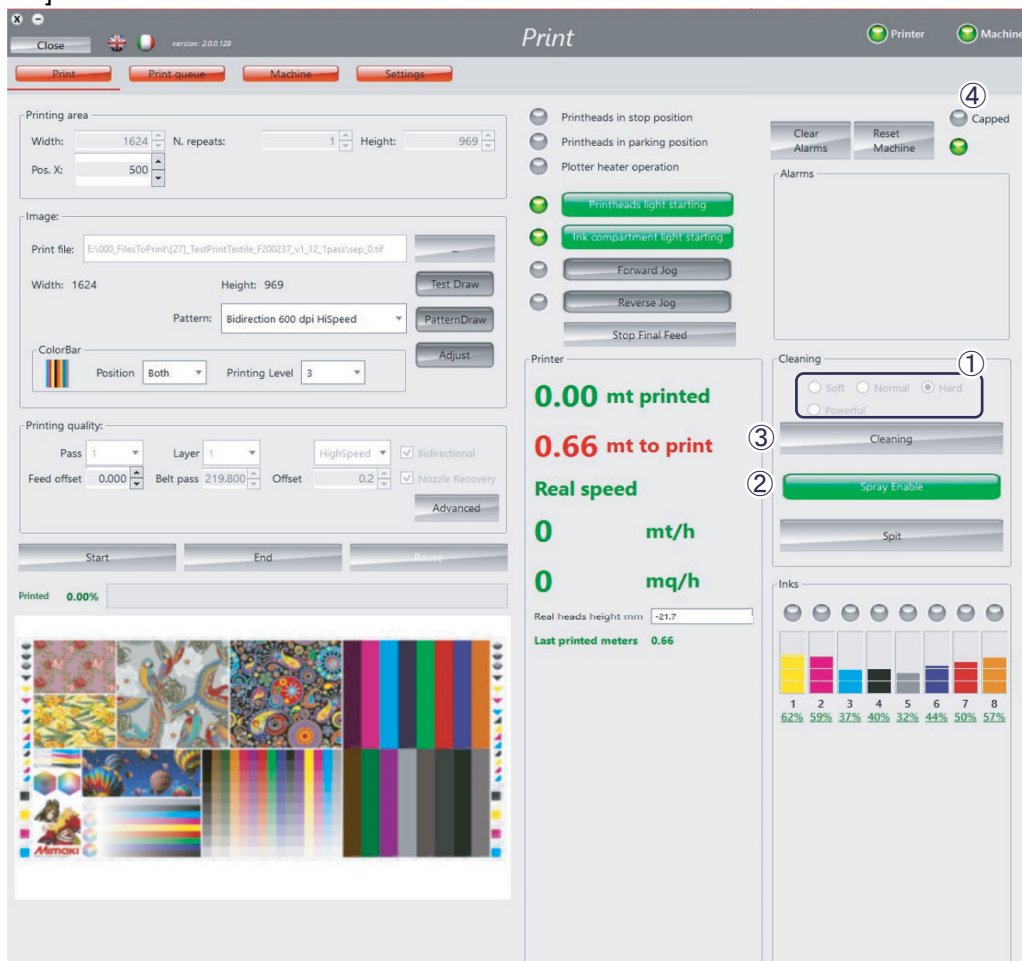 ]
Close
version: 2.0.0.128
Print
Printer
Machine
Print
Print queue
Machine
Settings
Printing area
Width: 1624 N. repeats: 1 Height: 969
Pos. X: 500
Image:
Print file: E:\000_FilesToPrint\[27]_TestPrintTextile_F200237_v1_12_1pass\sep_0.tif ...
Width: 1624 Height: 969 Test Draw
Pattern: Bidirection 600 dpi HiSpeed PatternDraw
ColorBar
Position Both Printing Level 3
Adjust
Printing quality:
Pass 1 Layer 1 HighSpeed Bidirectional
Feed offset 0.000 Belt pass 219.800 Offset 0.2 Nozzle Recovery
Advanced
Start End Pause
Printed 0.00%
MIMAKI
Printheads in stop position
Printheads in parking position
Plotter heater operation
Printheads light starting
Ink compartment light starting
Forward Jog
Reverse Jog
Stop Final Feed
Printer
0.00 mt printed
0.66 mt to print
Real speed
0 mt/h
0 mq/h
Real heads height mm -21.7
Last printed meters 0.66
④
Clear Alarms
Reset Machine
Capped
Alarms
Cleaning
①
Soft Normal Hard
Powerful
③ Cleaning
② Spray Enable
Spit
Inks
1 2 3 4 5 6 7 8
62% 59% 37% 40% 32% 44% 50% 57%